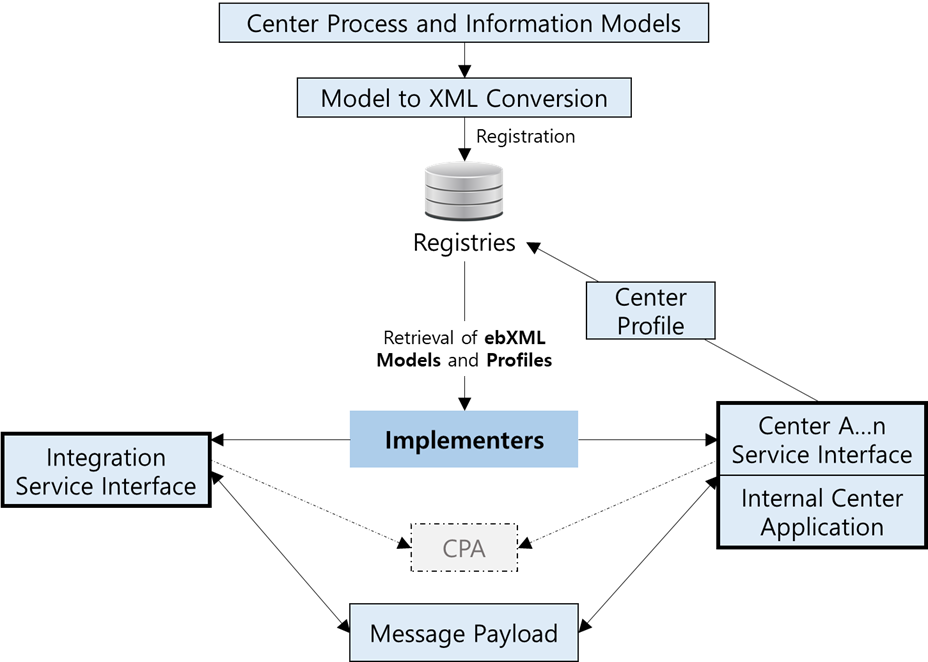 Center Process and Information Models
Model to XML Conversion
Registration
Registries
Center
Profile
Retrieval of ebXML
Models and Profiles
Implementers
Center A...n
Service Interface
Internal Center
Application
Integration
Service Interface
CPA
Message Payload